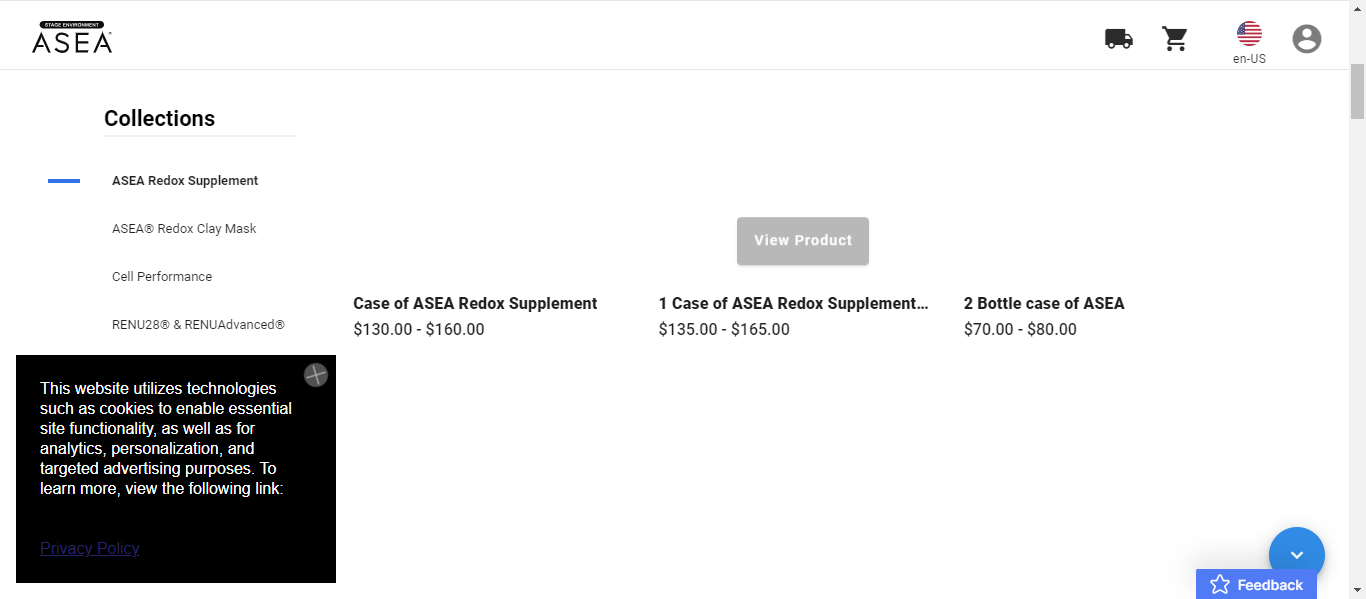 STAGE ENVIRONMENT
ASEA
en-US
Collections
ASEA Redox Supplement
ASEA® Redox Clay Mask
Cell Performance
RENU28® & RENUAdvanced®
View Product
Case of ASEA Redox Supplement
$130.00 - $160.00
1 Case of ASEA Redox Supplement...
$135.00 - $165.00
2 Bottle case of ASEA
$70.00 - $80.00
This website utilizes technologies
such as cookies to enable essential
site functionality, as well as for
analytics, personalization, and
targeted advertising purposes. To
learn more, view the following link:
Privacy Policy
Feedback